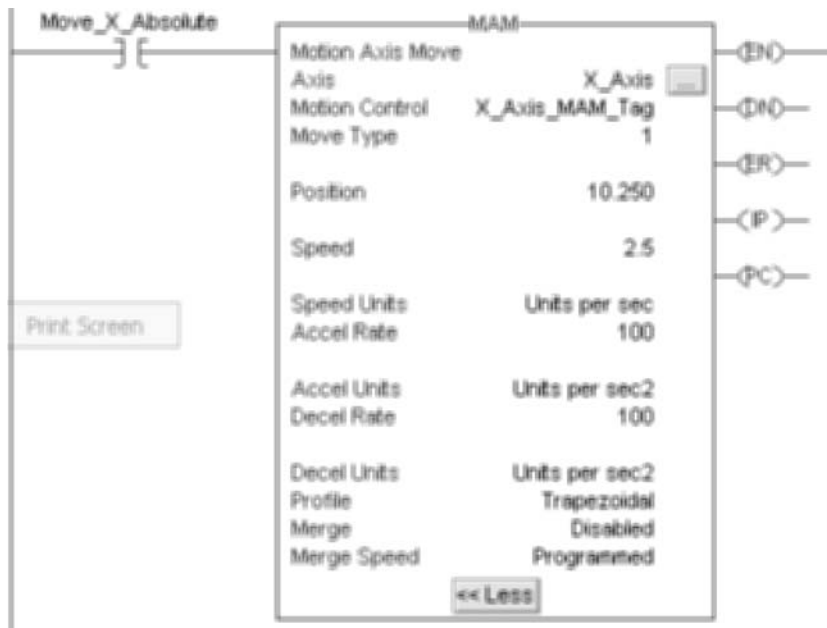 Move_X_Absolute
MAM
Motion Axis Move
Axis X_Axis ...
Motion Control X_Axis_MAM_Tag
Move Type 1
Position 10.250
Speed 2.5
Speed Units Units per sec
Accel Rate 100
Accel Units Units per sec2
Decel Rate 100
Decel Units Units per sec2
Profile Trapezoidal
Merge Disabled
Merge Speed Programmed
<< Less
EN
DN
ER
IP
PC
Print Screen